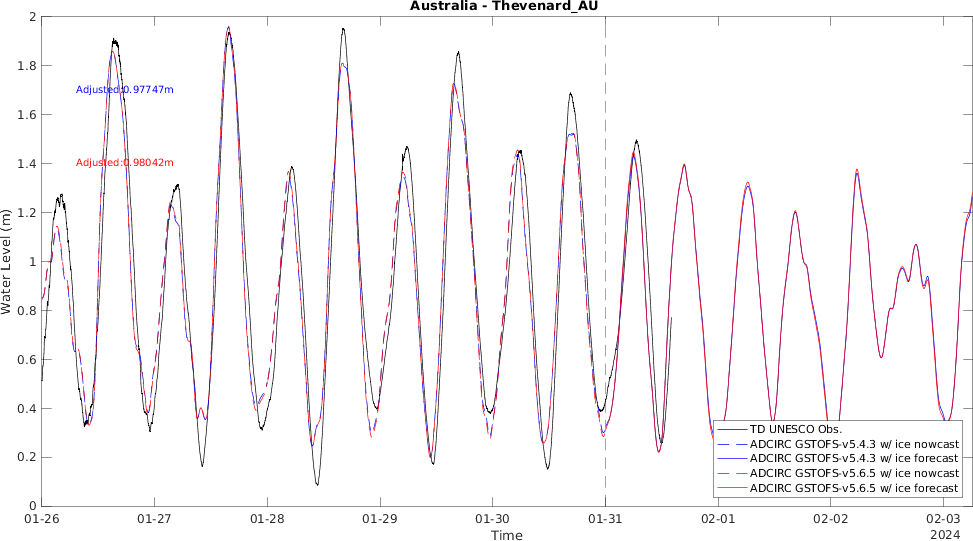 Australia - Thevenard_AU
2
1.8
1.6
1.4
1.2
1
0.8
0.6
0.4
0.2
0
Water Level (m)
Adjusted:0.97747m
Adjusted:0.98042m
TD UNESCO Obs.
ADCIRC GSTOFS-v5.4.3 w/ ice nowcast
ADCIRC GSTOFS-v5.4.3 w/ ice forecast
ADCIRC GSTOFS-v5.6.5 w/ ice nowcast
ADCIRC GSTOFS-v5.6.5 w/ ice forecast
01-26 01-27 01-28 01-29 01-30 01-31 02-01 02-02 02-03
Time
2024